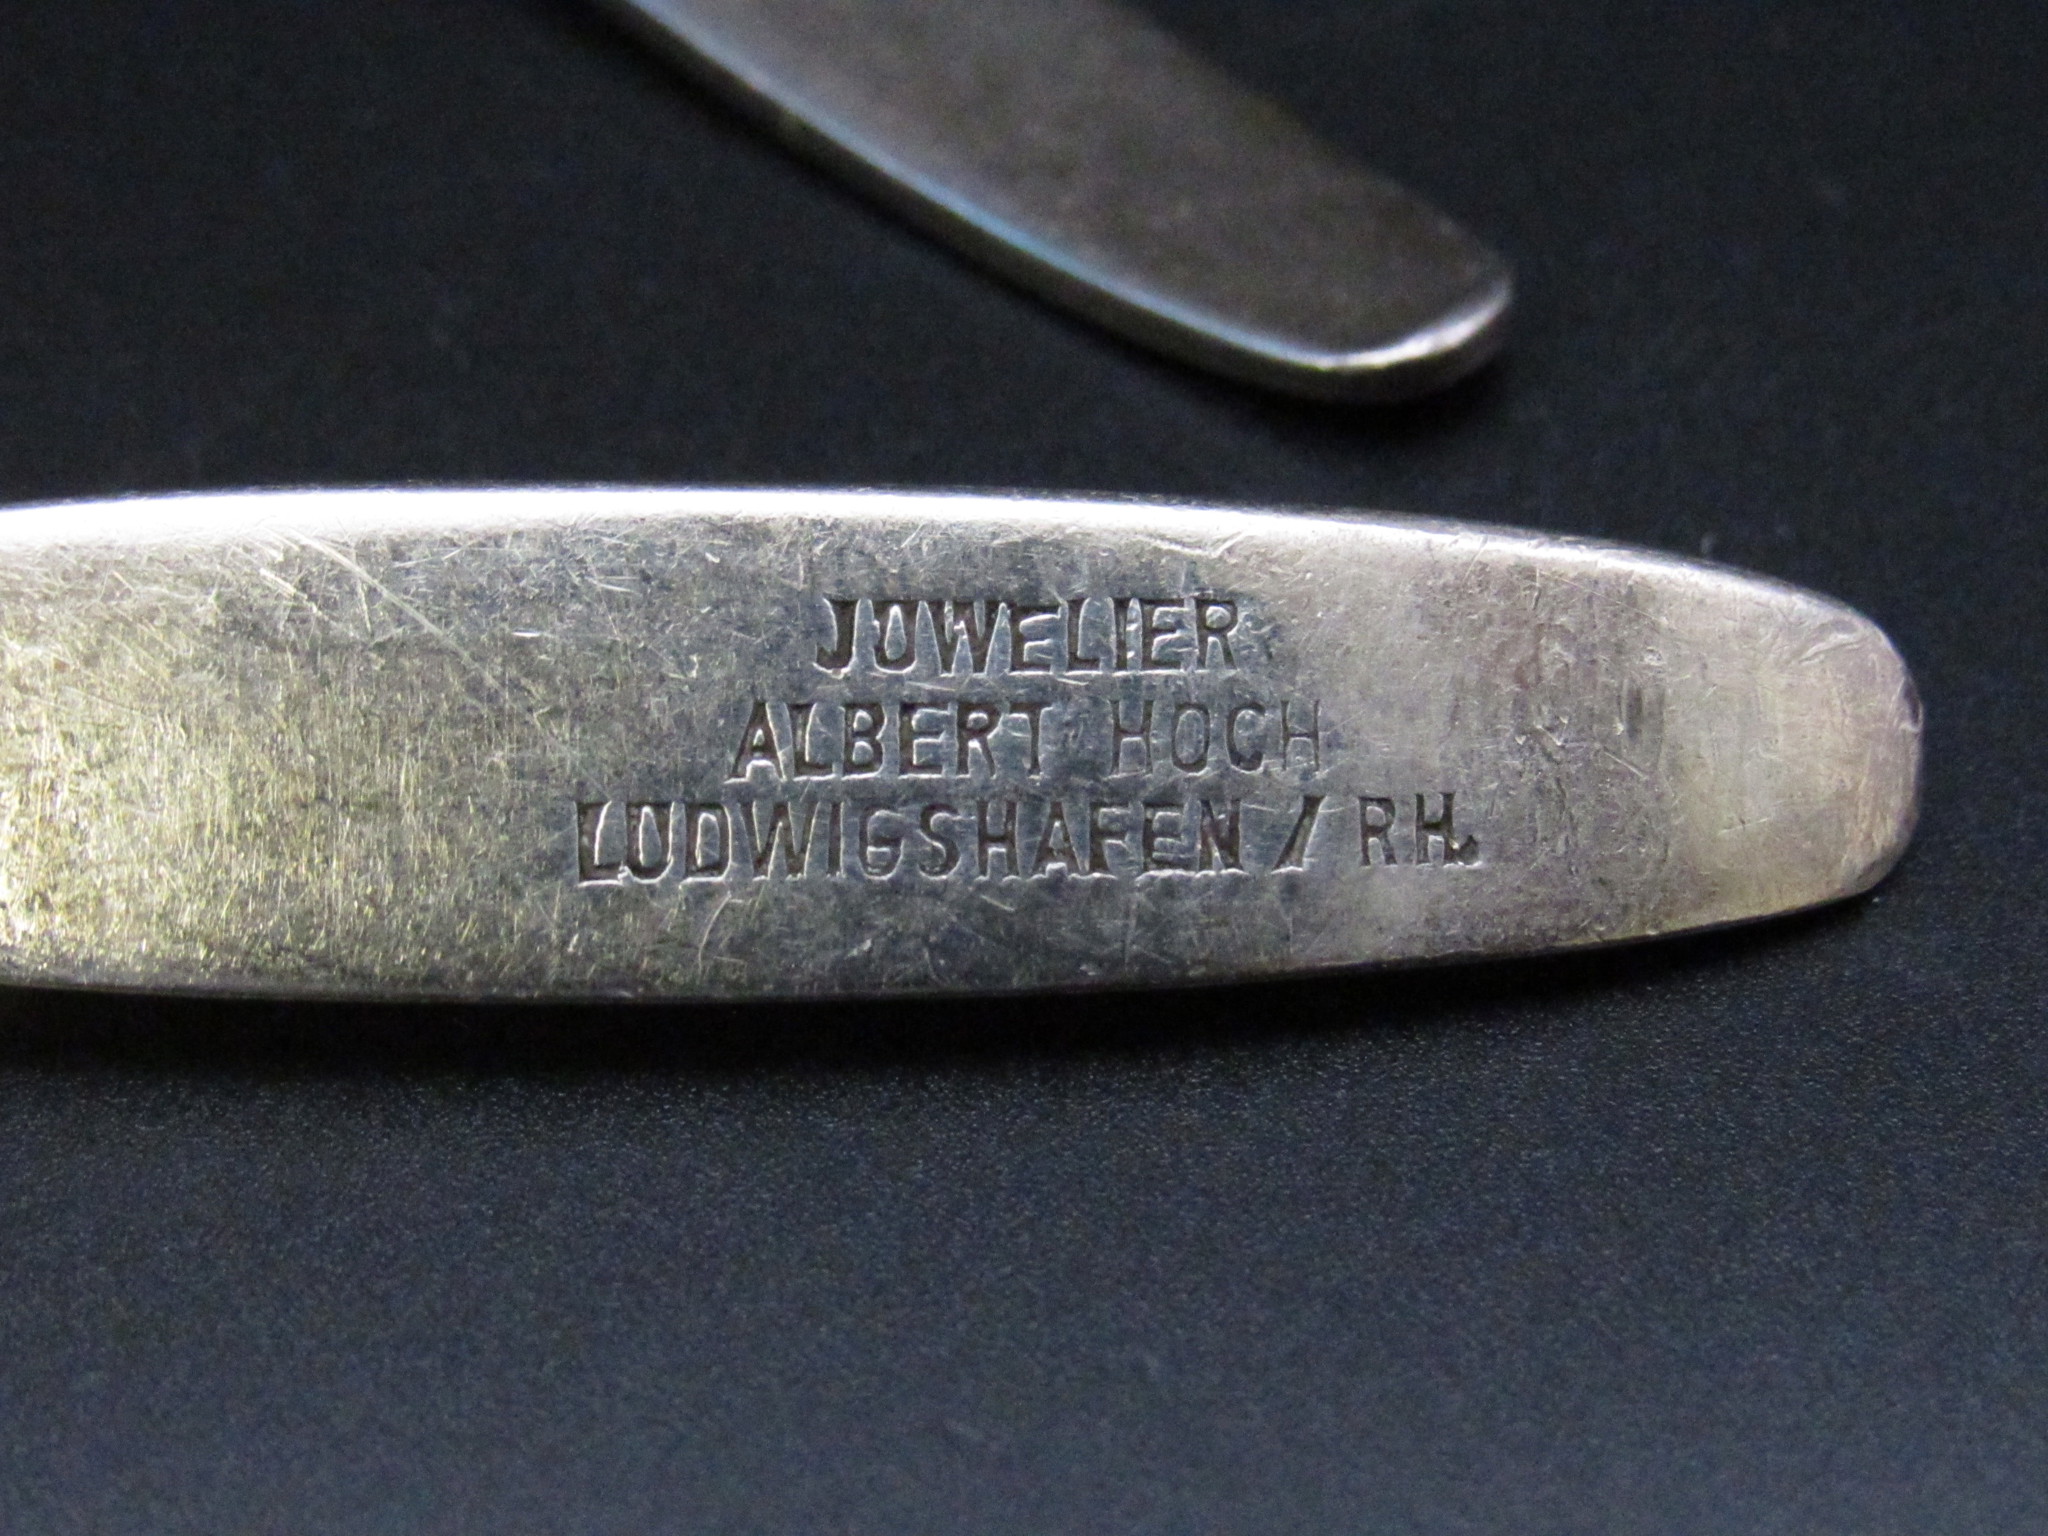 JUWELIER
ALBERT HOCH
LUDWIGSHAFEN / RH.